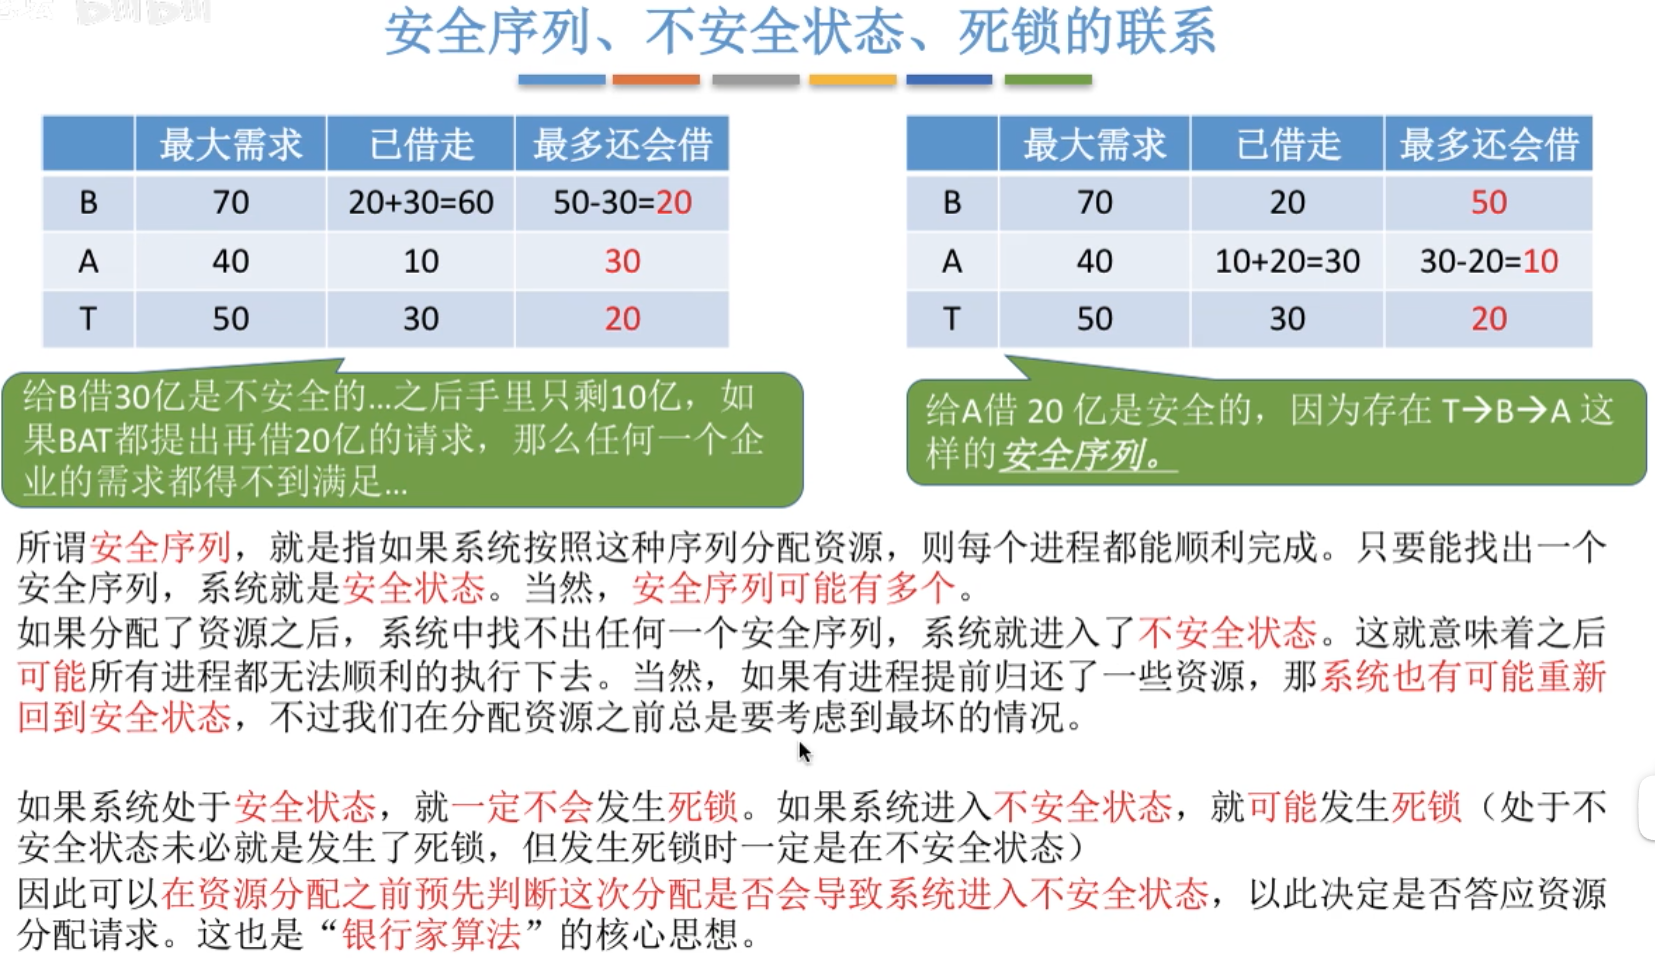 安全序列、不安全状态、死锁的联系
最大需求 已借走 最多还会借
B 70 20+30=60 50-30=20
A 40 10 30
T 50 30 20
给B借30亿是不安全的...之后手里只剩10亿，如
果BAT都提出再借20亿的请求，那么任何一个企
业的需求都得不到满足...
最大需求 已借走 最多还会借
B 70 20 50
A 40 10+20=30 30-20=10
T 50 30 20
给A借 20 亿是安全的，因为存在 T→B→A 这
样的安全序列。
所谓安全序列，就是指如果系统按照这种序列分配资源，则每个进程都能顺利完成。只要能找出一个
安全序列，系统就是安全状态。当然，安全序列可能有多个。
如果分配了资源之后，系统中找不出任何一个安全序列，系统就进入了不安全状态。这就意味着之后
可能所有进程都无法顺利的执行下去。当然，如果有进程提前归还了一些资源，那系统也有可能重新
回到安全状态，不过我们在分配资源之前总是要考虑到最坏的情况。
如果系统处于安全状态，就一定不会发生死锁。如果系统进入不安全状态，就可能发生死锁（处于不
安全状态未必就是发生了死锁，但发生死锁时一定是在不安全状态）
因此可以在资源分配之前预先判断这次分配是否会导致系统进入不安全状态，以此决定是否答应资源
分配请求。这也是“银行家算法”的核心思想。